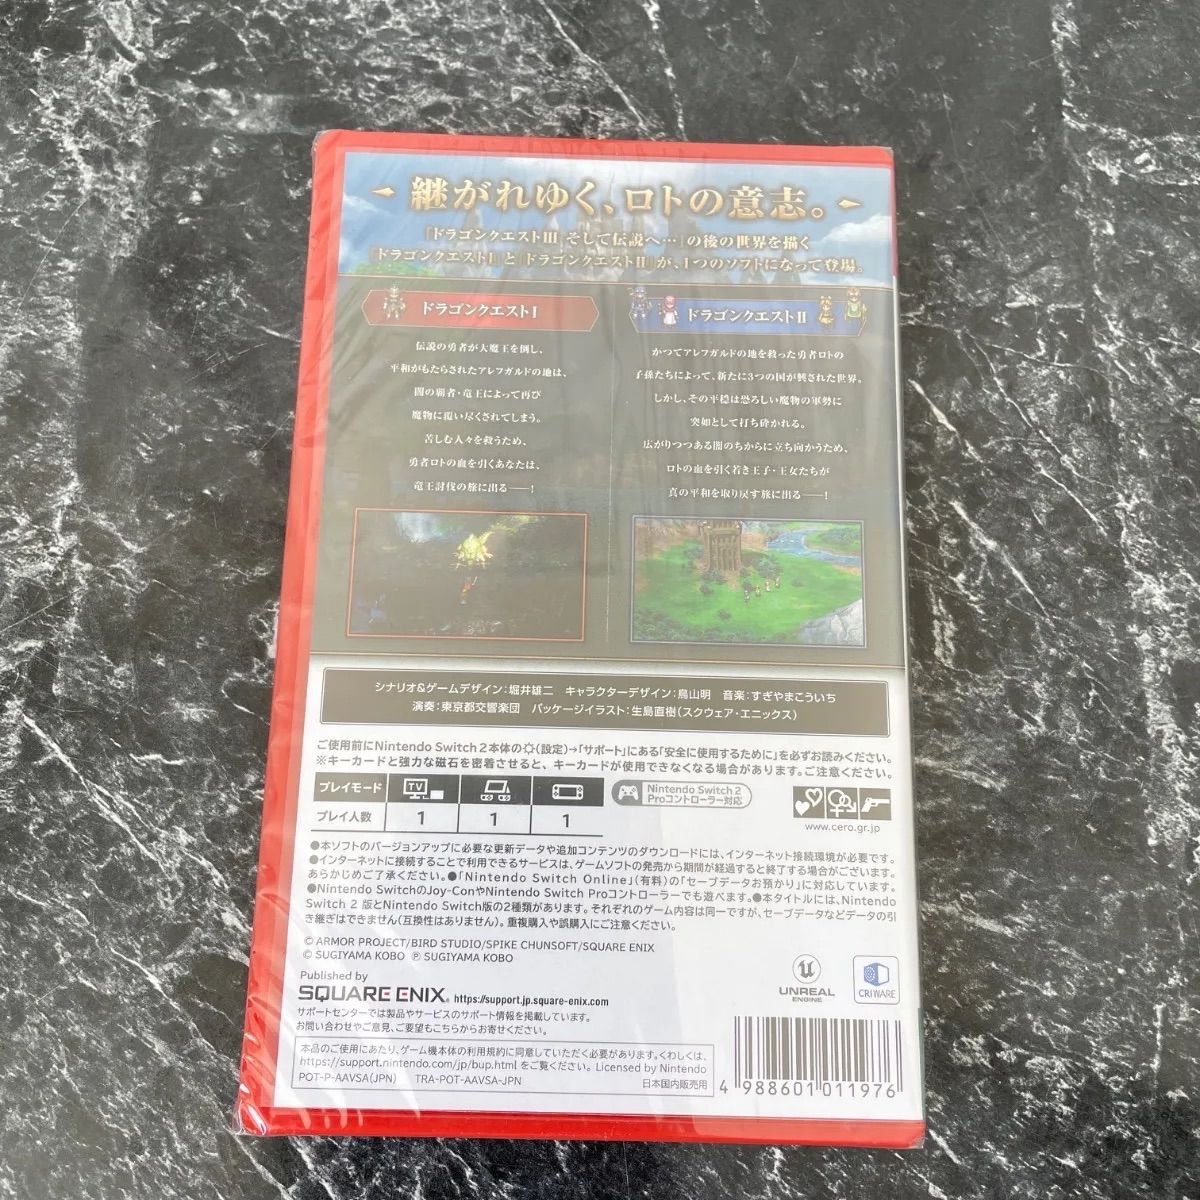 継がれゆく、ロトの意志。
『ドラゴンクエストIII そして伝説へ…』の後の世界を描く
『ドラゴンクエストI』と『ドラゴンクエストII』が、1つのソフトになって登場。
ドラゴンクエストI
伝説の勇者が大魔王を倒し、
平和がもたらされたアレフガルドの地は、
闇の覇者・竜王によって再び
魔物に覆い尽くされてしまう。
苦しむ人々を救うため、
勇者ロトの血を引くあなたは、
竜王討伐の旅に出る――!
ドラゴンクエストII
かつてアレフガルドの地を救った勇者ロトの
子孫たちによって、新たに3つの国が興された世界。
しかし、その平穏は恐ろしい魔物の軍勢に
突如として打ち砕かれる。
広がりつつある闇のちからに立ち向かうため、
ロトの血を引く若き王子・王女たちが
真の平和を取り戻す旅に出る――!
シナリオ&ゲームデザイン:堀井雄二 キャラクターデザイン:鳥山明 音楽:すぎやまこういち
演奏:東京都交響楽団 パッケージイラスト:生島直樹(スクウェア・エニックス)
ご使用前にNintendo Switch 2本体の(設定)→「サポート」にある「安全に使用するために」を必ずお読みください。
※キーカードと強力な磁石を密着させると、キーカードが使用できなくなる場合があります。ご注意ください。
プレイモード TV
プレイ人数 1 1 1
Nintendo Switch 2
Proコントローラー対応
www.cero.gr.jp
●本ソフトのバージョンアップに必要な更新データや追加コンテンツのダウンロードには、インターネット接続環境が必要です。
●インターネットに接続することで利用できるサービスは、ゲームソフトの発売から期間が経過すると終了する場合がございます。
あらかじめご了承ください。●「Nintendo Switch Online」(有料)の「セーブデータお預かり」に対応しています。
●Nintendo SwitchのJoy-ConやNintendo Switch Proコントローラーでも遊べます。●本タイトルには、Nintendo
Switch 2 版とNintendo Switch版の2種類があります。それぞれのゲーム内容は同一ですが、セーブデータなどデータの引
き継ぎはできません(互換性はありません)。重複購入や誤購入にご注意ください。
© ARMOR PROJECT/BIRD STUDIO/SPIKE CHUNSOFT/SQUARE ENIX
© SUGIYAMA KOBO ℗ SUGIYAMA KOBO
Published by
SQUARE ENIX. https://support.jp.square-enix.com
サポートセンターでは製品やサービスのサポート情報を掲載しています。
お問い合わせやご意見、ご要望もこちらからお寄せください。
UNREAL
ENGINE
CRIWARE
本品のご使用にあたり、ゲーム機本体の利用規約に同意していただく必要があります。くわしくは、
https://support.nintendo.com/jp/bup.html をご覧ください。 Licensed by Nintendo
POT-P-AAVSA(JPN) TRA-POT-AAVSA-JPN 日本国内販売用
4 988601 011976